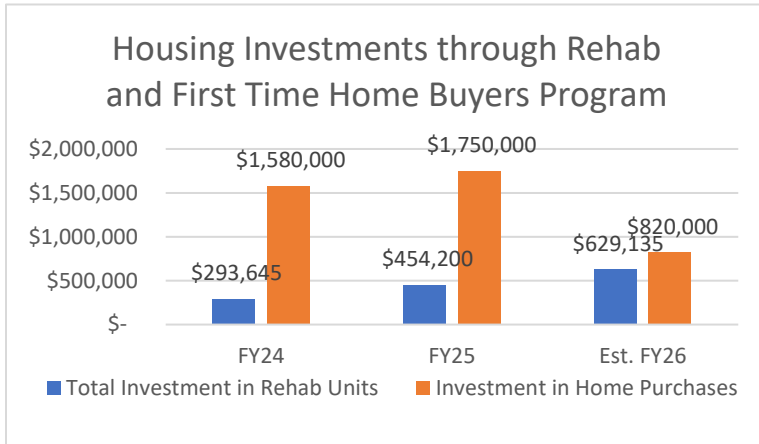 Housing Investments through Rehab
and First Time Home Buyers Program
$2,000,000
$1,500,000
$1,000,000
$500,000
$-
$1,580,000
$1,750,000
$820,000
$293,645
$454,200
$629,135
FY24
FY25
Est. FY26
Total Investment in Rehab Units
Investment in Home Purchases